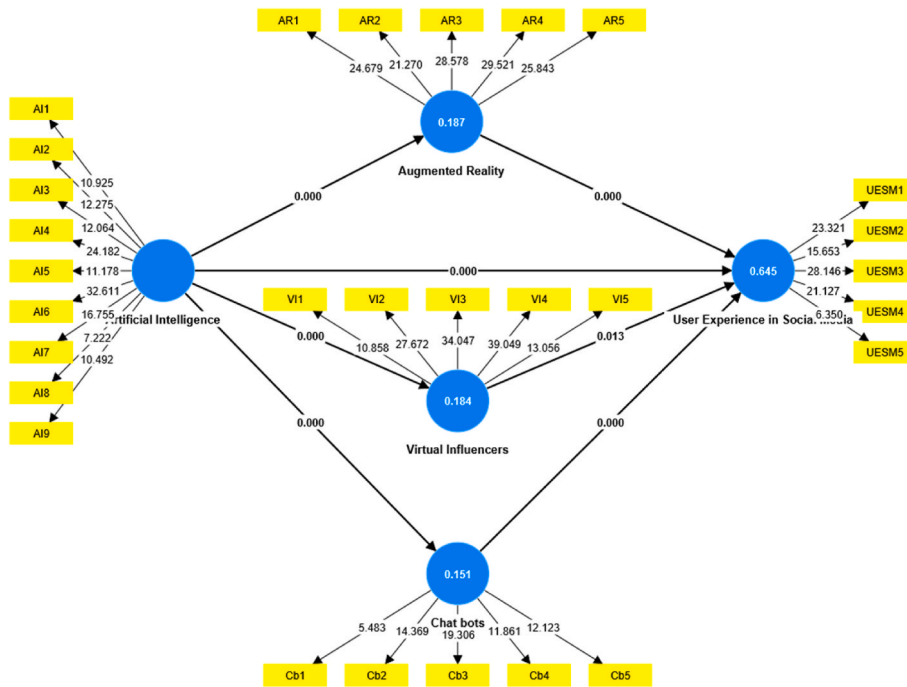 AR1 AR2 AR3 AR4 AR5
24.679 21.270 28.578 29.521 25.843
0.187
Augmented Reality
AI1
AI2
AI3
AI4
AI5
AI6
AI7
AI8
AI9
10.925
12.275
12.064
24.182
11.178
32.611
16.755
7.222
10.492
Artificial Intelligence
0.000
0.000
0.000
0.000
0.000
0.013
0.000
VI1 VI2 VI3 VI4 VI5
10.858 27.672 34.047 39.049 13.056
0.184
Virtual Influencers
0.645
User Experience in Social Media
23.321
15.653
28.146
21.127
6.350
UESM1
UESM2
UESM3
UESM4
UESM5
0.151
Chat bots
5.483 14.369 19.306 11.861 12.123
Cb1 Cb2 Cb3 Cb4 Cb5